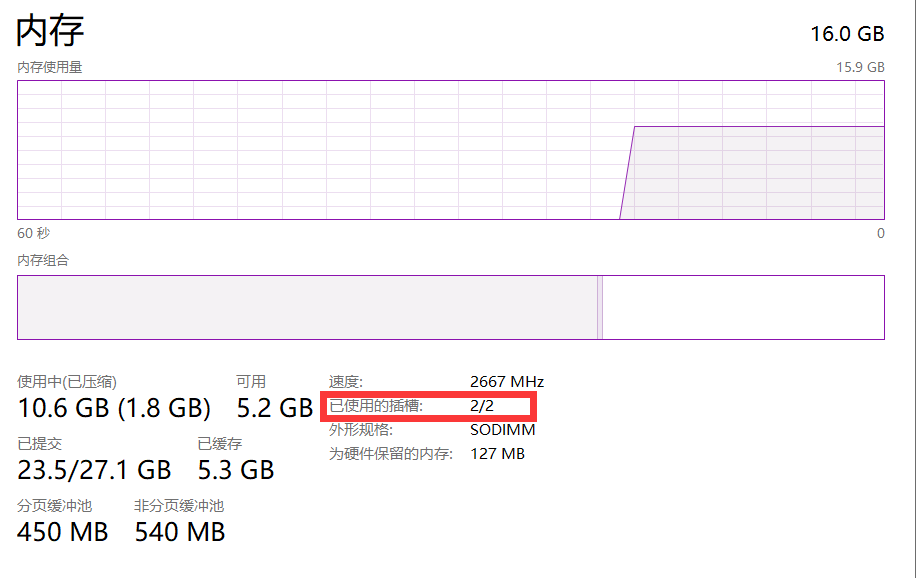 内存
16.0 GB
内存使用量
15.9 GB
60 秒
0
内存组合
使用中(已压缩)
10.6 GB (1.8 GB)
可用
5.2 GB
已提交
23.5/27.1 GB
已缓存
5.3 GB
分页缓冲池
450 MB
非分页缓冲池
540 MB
速度: 2667 MHz
已使用的插槽: 2/2
外形规格: SODIMM
为硬件保留的内存: 127 MB